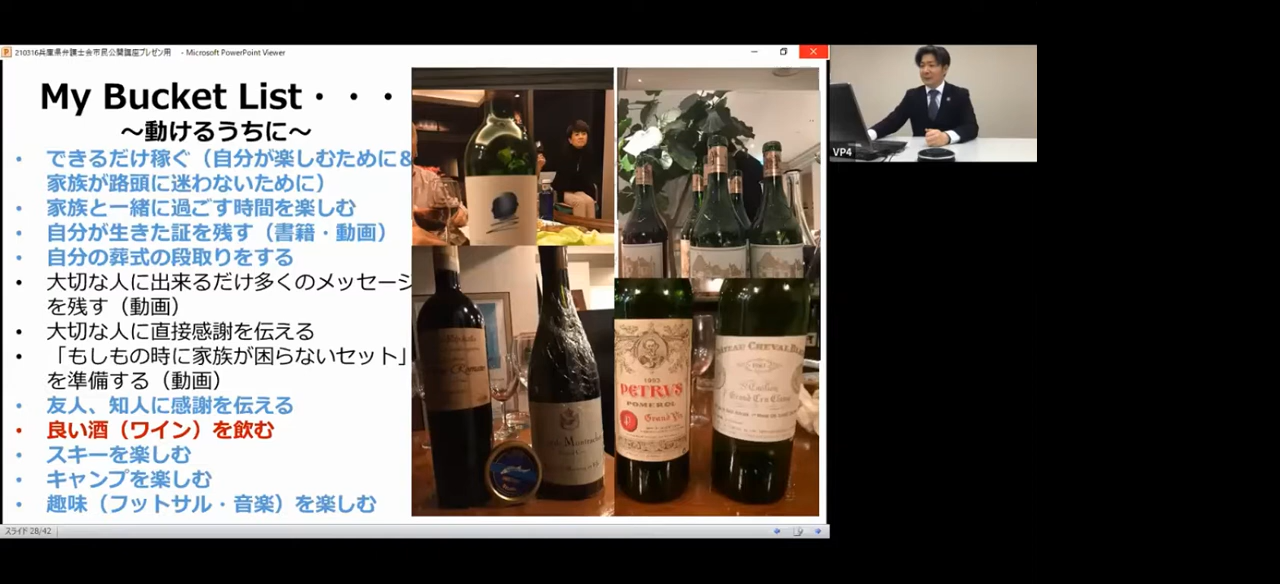 210316兵庫県弁護士会市民公開講座プレゼン用 - Microsoft PowerPoint Viewer
My Bucket List・・・
～動けるうちに～
• できるだけ稼ぐ（自分が楽しむために＆
家族が路頭に迷わないために）
• 家族と一緒に過ごす時間を楽しむ
• 自分が生きた証を残す（書籍・動画）
• 自分の葬式の段取りをする
• 大切な人に出来るだけ多くのメッセージ
を残す（動画）
• 大切な人に直接感謝を伝える
• 「もしもの時に家族が困らないセット」
を準備する（動画）
• 友人、知人に感謝を伝える
• 良い酒（ワイン）を飲む
• スキーを楽しむ
• キャンプを楽しむ
• 趣味（フットサル・音楽）を楽しむ
PETRVS
POMEROL
Grand Vin
CHEVAL
スライド 28/42
VP4